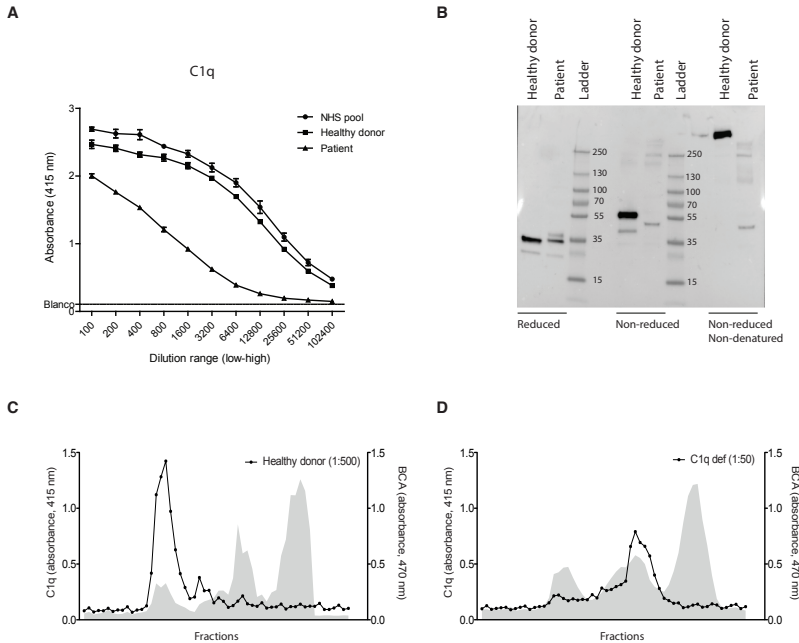 A
C1q
Absorbance (415 nm)
3
2
1
Blanco
0
NHS pool
Healthy donor
Patient
100
200
400
800
1600
3200
6400
12800
25600
51200
102400
Dilution range (low-high)
B
Healthy donor
Patient
Ladder
Healthy donor
Patient
Ladder
Healthy donor
Patient
250
130
100
70
55
35
15
250
130
100
70
55
35
15
Reduced
Non-reduced
Non-reduced
Non-denatured
C
C1q (absorbance, 415 nm)
1.5
1.0
0.5
0.0
Healthy donor (1:500)
1.5
1.0
0.5
0.0
BCA (absorbance, 470 nm)
Fractions
D
C1q (absorbance, 415 nm)
1.5
1.0
0.5
0.0
C1q def (1:50)
1.5
1.0
0.5
0.0
BCA (absorbance, 470 nm)
Fractions